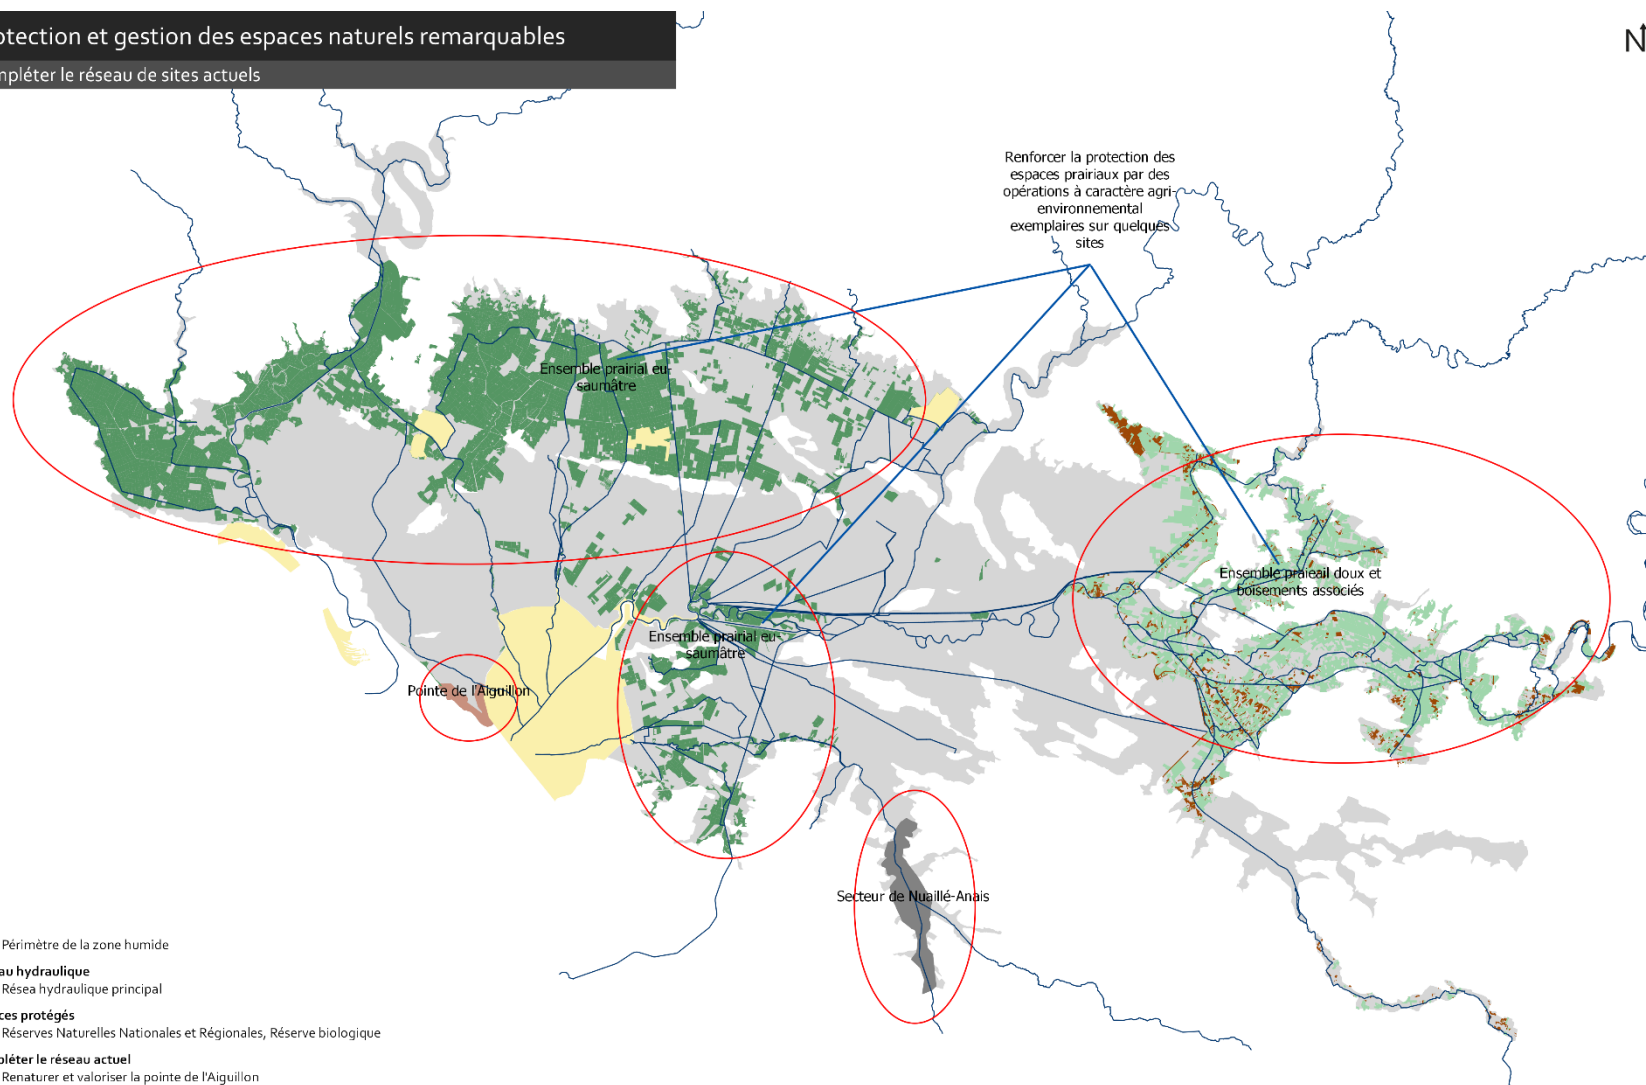 otection et gestion des espaces naturels remarquables
mpléter le réseau de sites actuels
N
Renforcer la protection des
espaces prairiaux par des
opérations à caractère agri-
environnemental
exemplaires sur quelques
sites
Ensemble prairial eu-
saumâtre
Ensemble praieail doux et
boisements associés
Ensemble prairial eu-
saumâtre
Pointe de l'Aiguillon
Secteur de Nuaillé-Anais
Périmètre de la zone humide
au hydraulique
Résea hydraulique principal
ces protégés
Réserves Naturelles Nationales et Régionales, Réserve biologique
pléter le réseau actuel
Renaturer et valoriser la pointe de l'Aiguillon